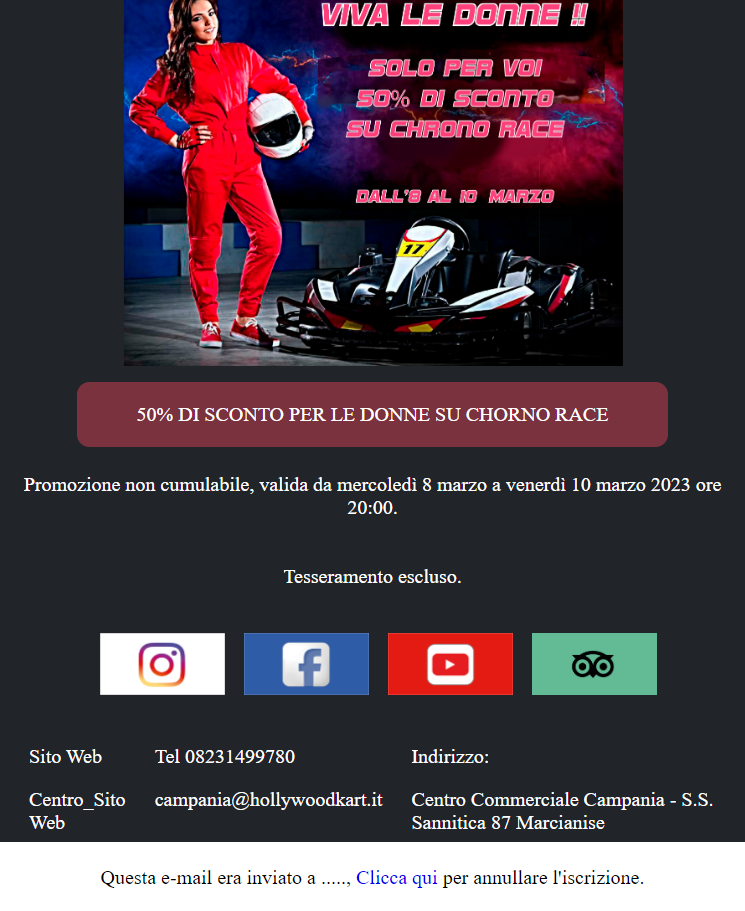 VIVA LE DONNE !!
SOLO PER VOI
50% DI SCONTO
SU CHRONO RACE
DALL'8 AL 10 MARZO
17
50% DI SCONTO PER LE DONNE SU CHORNO RACE
Promozione non cumulabile, valida da mercoledì 8 marzo a venerdì 10 marzo 2023 ore
20:00.
Tesseramento escluso.
Sito Web
Tel 08231499780
Indirizzo:
Centro_Sito
Web
campania@hollywoodkart.it
Centro Commerciale Campania - S.S.
Sannitica 87 Marcianise
Questa e-mail era inviato a ....., Clicca qui per annullare l'iscrizione.